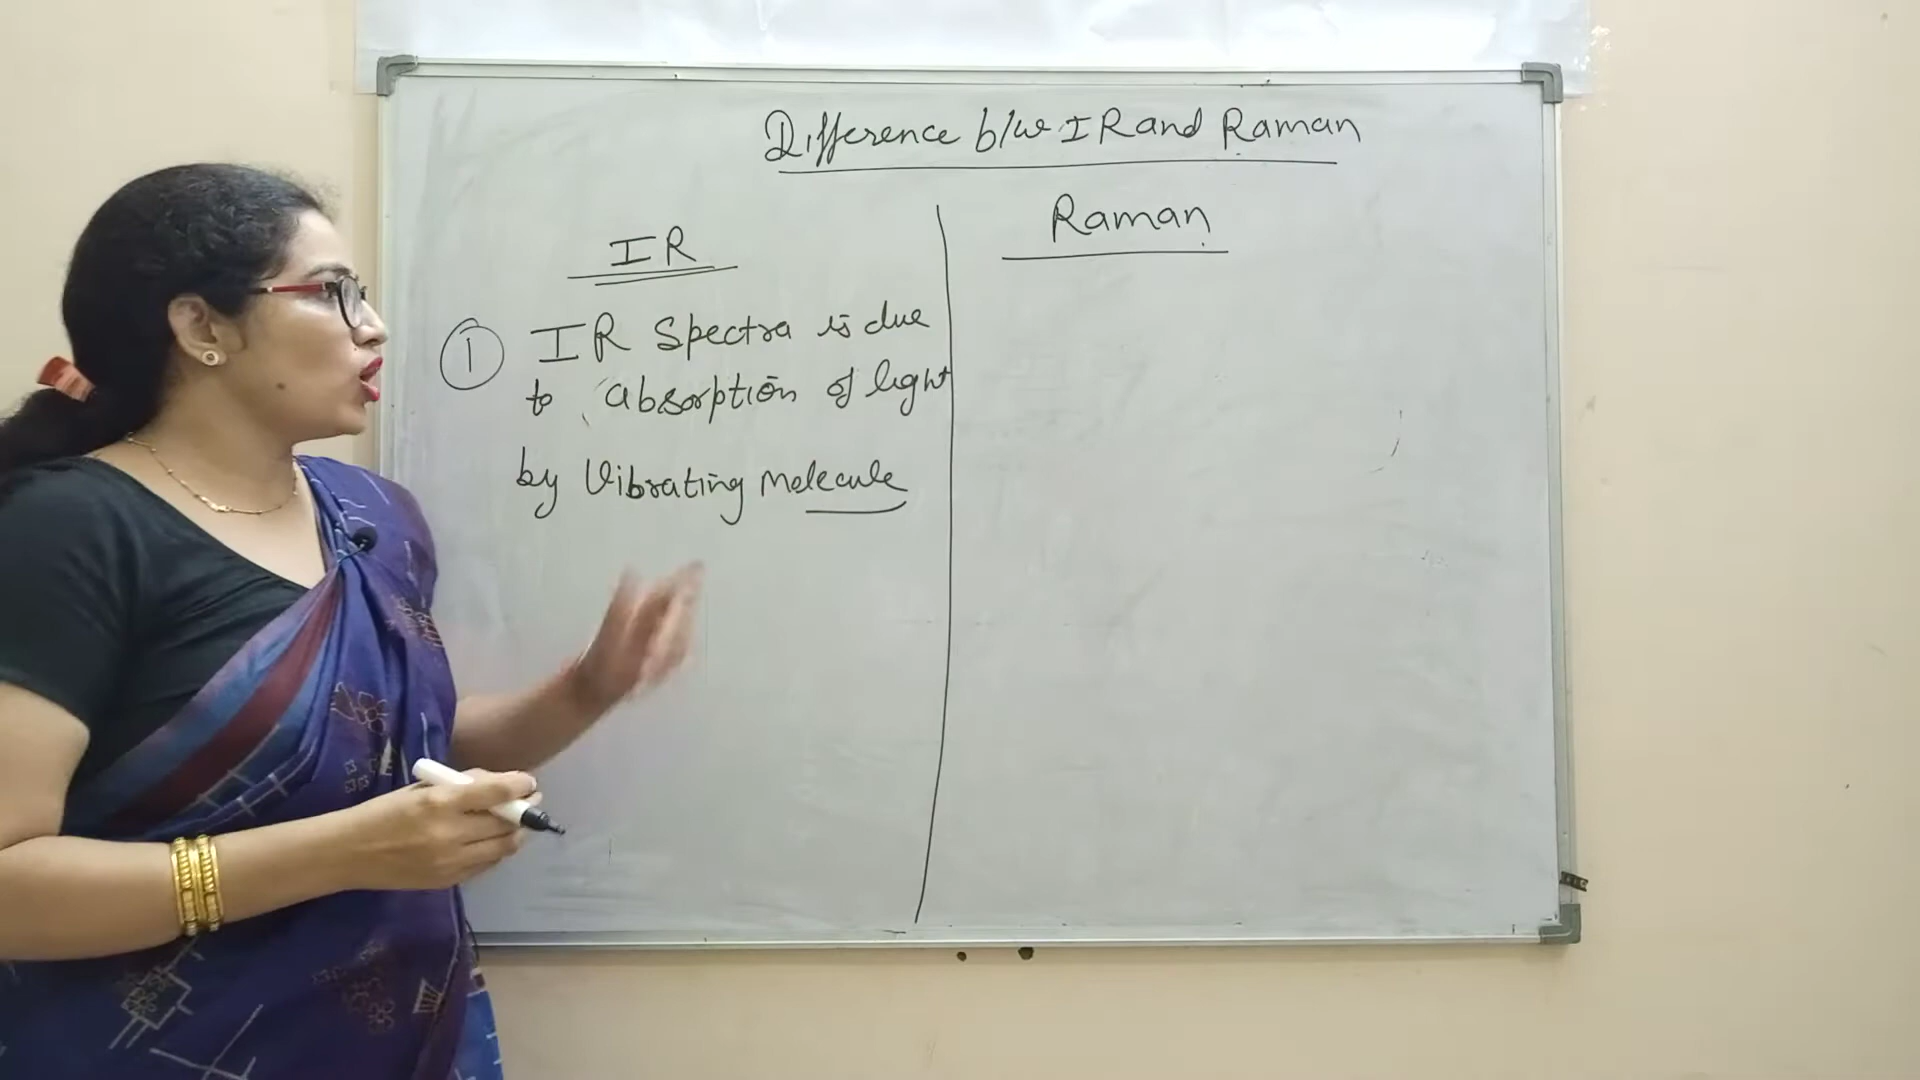 Difference b/w IR and Raman
IR
① IR Spectra is due
to absorption of light
by Vibrating molecule
Raman